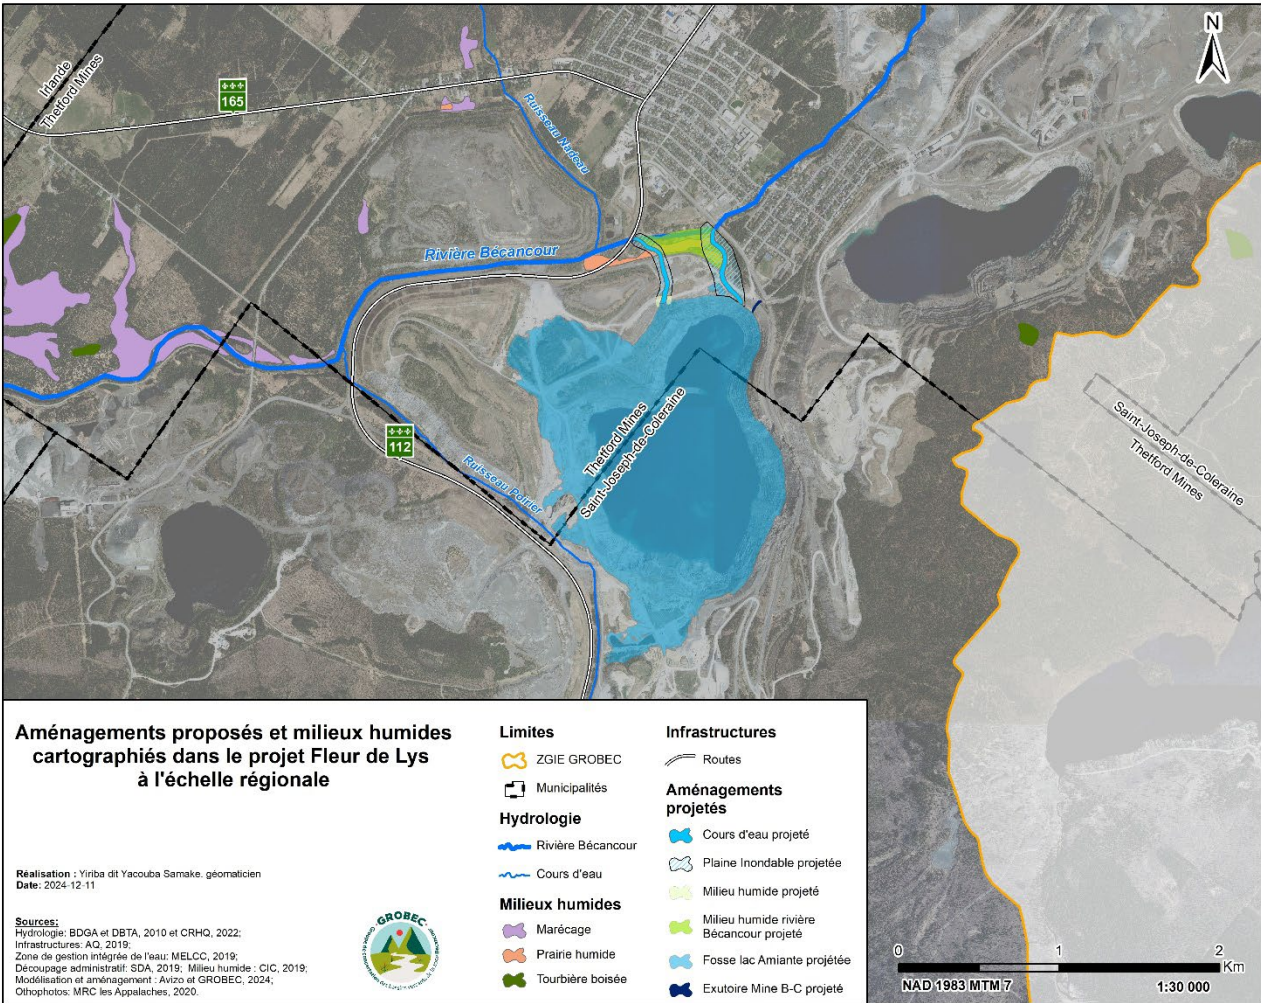 N
Irlande
Thetford Mines
165
Ruisseau Nadeau
Rivière Bécancour
Thetford Mines
Saint-Joseph-de-Coleraine
Saint-Joseph-de-Coleraine
Thetford Mines
112
Ruisseau Poirier
Aménagements proposés et milieux humides
cartographiés dans le projet Fleur de Lys
à l'échelle régionale
Réalisation : Yiriba dit Yacouba Samake. géomaticien
Date: 2024-12-11
Sources:
Hydrologie: BDGA et DBTA, 2010 et CRHQ, 2022;
Infrastructures: AQ, 2019;
Zone de gestion intégrée de l'eau: MELCC, 2019;
Découpage administratif: SDA, 2019; Milieu humide : CIC, 2019;
Modélisation et aménagement : Avizo et GROBEC, 2024;
Othophotos: MRC les Appalaches, 2020.
GROBEC
Limites
ZGIE GROBEC
Municipalités
Hydrologie
Rivière Bécancour
Cours d'eau
Milieux humides
Marécage
Prairie humide
Tourbière boisée
Infrastructures
Routes
Aménagements
projetés
Cours d'eau projeté
Plaine Inondable projetée
Milieu humide projeté
Milieu humide rivière
Bécancour projeté
Fosse lac Amiante projétée
Exutoire Mine B-C projeté
0 1 2
Km
NAD 1983 MTM 7 1:30 000